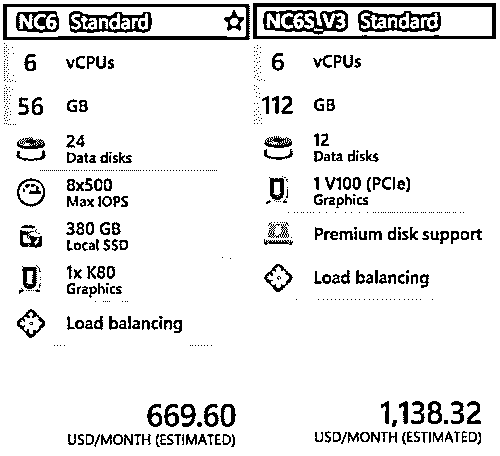 NC6 Standard
6 vCPUs
56 GB
24
Data disks
8x500
Max IOPS
380 GB
Local SSD
1x K80
Graphics
Load balancing
669.60
USD/MONTH (ESTIMATED)
NC6S_V3 Standard
6 vCPUs
112 GB
12
Data disks
1 V100 (PCIe)
Graphics
Premium disk support
Load balancing
1,138.32
USD/MONTH (ESTIMATED)